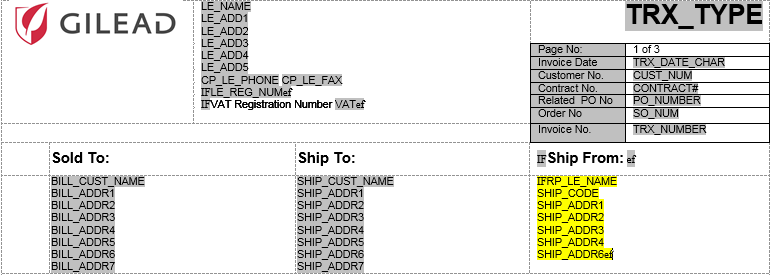 GILEAD
LE_NAME
LE_ADD1
LE_ADD2
LE_ADD3
LE_ADD4
LE_ADD5
CP_LE_PHONE CP_LE_FAX
IFLE_REG_NUMef
IFVAT Registration Number VATef
TRX_TYPE
Page No: 1 of 3
Invoice Date TRX_DATE_CHAR
Customer No. CUST_NUM
Contract No. CONTRACT#
Related PO No PO_NUMBER
Order No SO_NUM
Invoice No. TRX_NUMBER
Sold To:
BILL_CUST_NAME
BILL_ADDR1
BILL_ADDR2
BILL_ADDR3
BILL_ADDR4
BILL_ADDR5
BILL_ADDR6
BILL_ADDR7
Ship To:
SHIP_CUST_NAME
SHIP_ADDR1
SHIP_ADDR2
SHIP_ADDR3
SHIP_ADDR4
SHIP_ADDR5
SHIP_ADDR6
SHIP_ADDR7
IF Ship From: ef
IFRP_LE_NAME
SHIP_CODE
SHIP_ADDR1
SHIP_ADDR2
SHIP_ADDR3
SHIP_ADDR4
SHIP_ADDR6ef